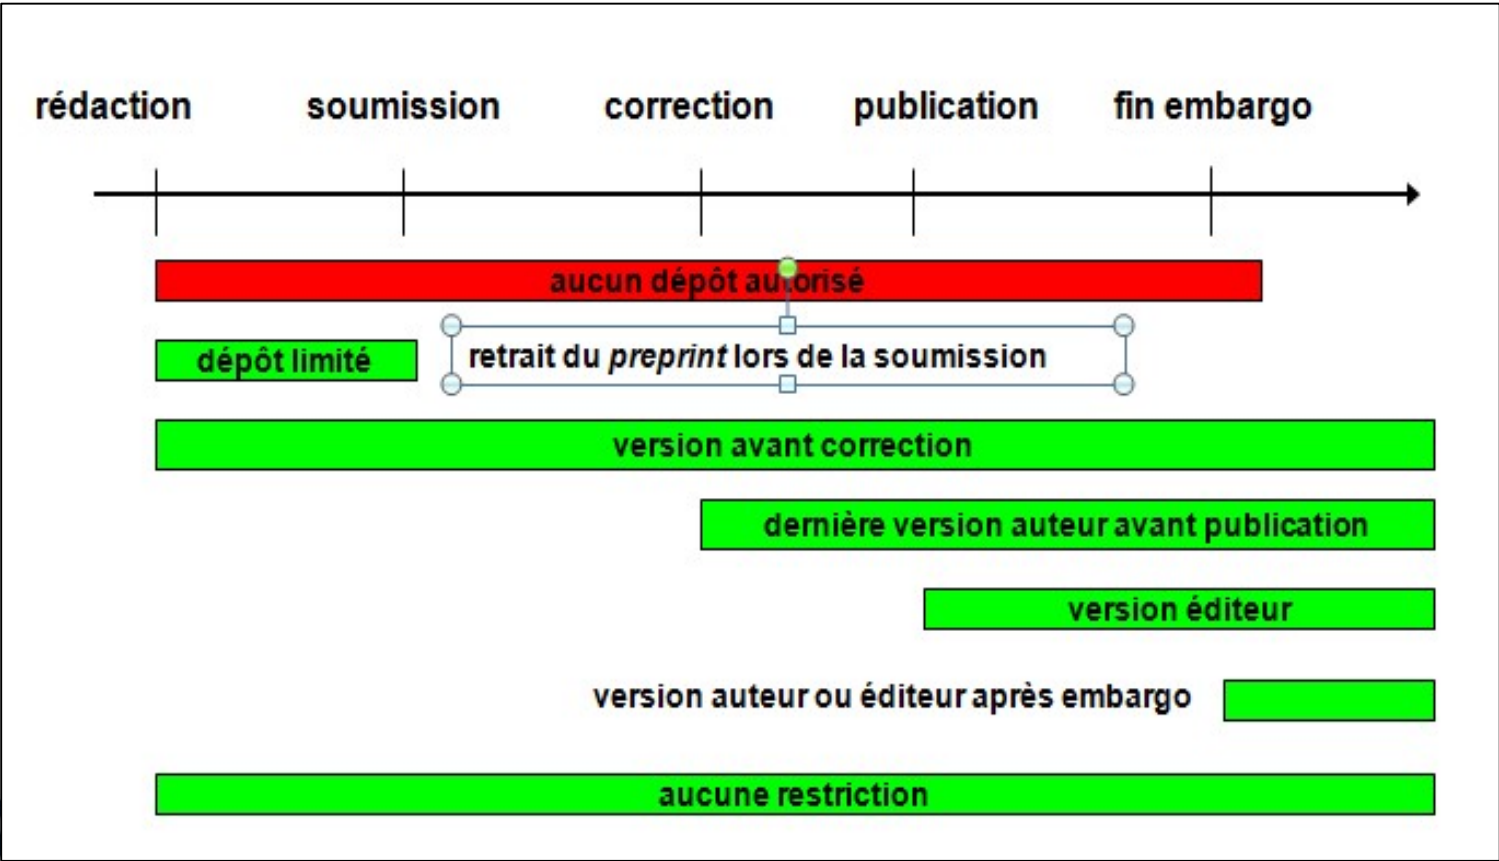 rédaction soumission correction publication fin embargo
aucun dépôt autorisé
dépôt limité retrait du preprint lors de la soumission
version avant correction
dernière version auteur avant publication
version éditeur
version auteur ou éditeur après embargo
aucune restriction